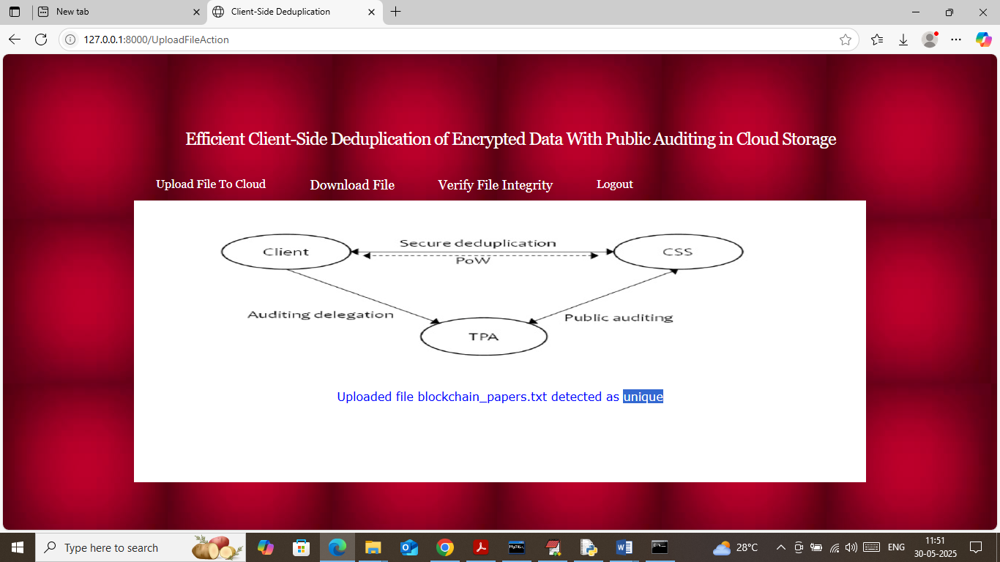 New tab
Client-Side Deduplication
127.0.0.1:8000/UploadFileAction
Efficient Client-Side Deduplication of Encrypted Data With Public Auditing in Cloud Storage
Upload File To Cloud
Download File
Verify File Integrity
Logout
Client
Secure deduplication
PoW
CSS
Auditing delegation
Public auditing
TPA
Uploaded file blockchain_papers.txt detected as unique
Type here to search
28°C
ENG
11:51
30-05-2025